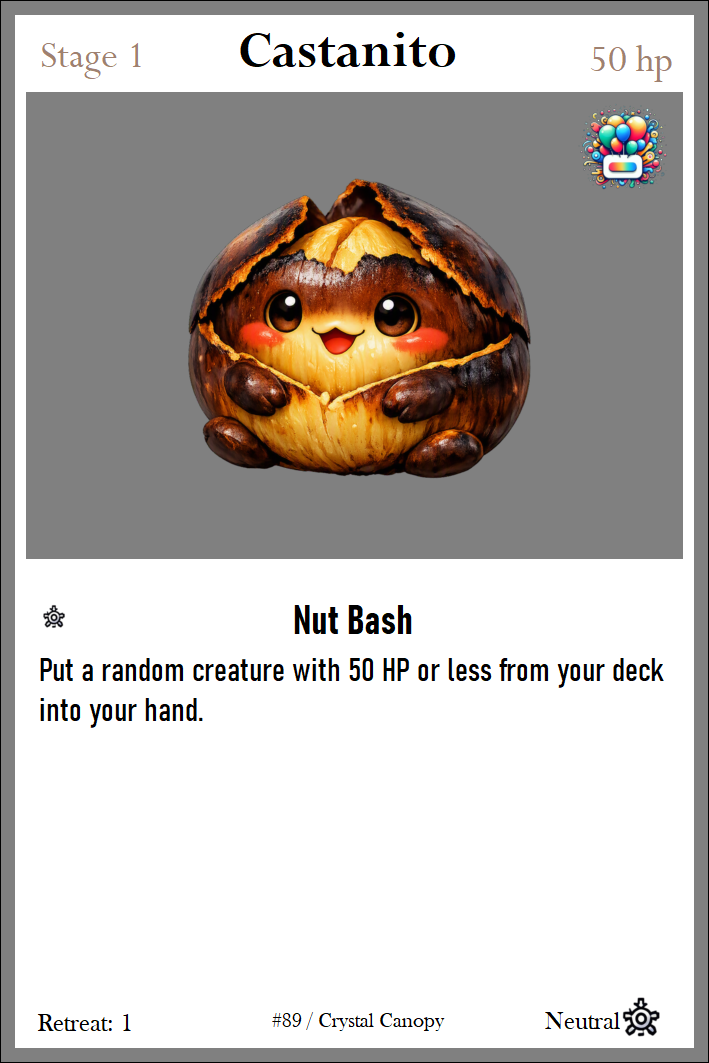 Stage 1
Castanito
50 hp
Nut Bash
Put a random creature with 50 HP or less from your deck
into your hand.
Retreat: 1
#89 / Crystal Canopy
Neutral